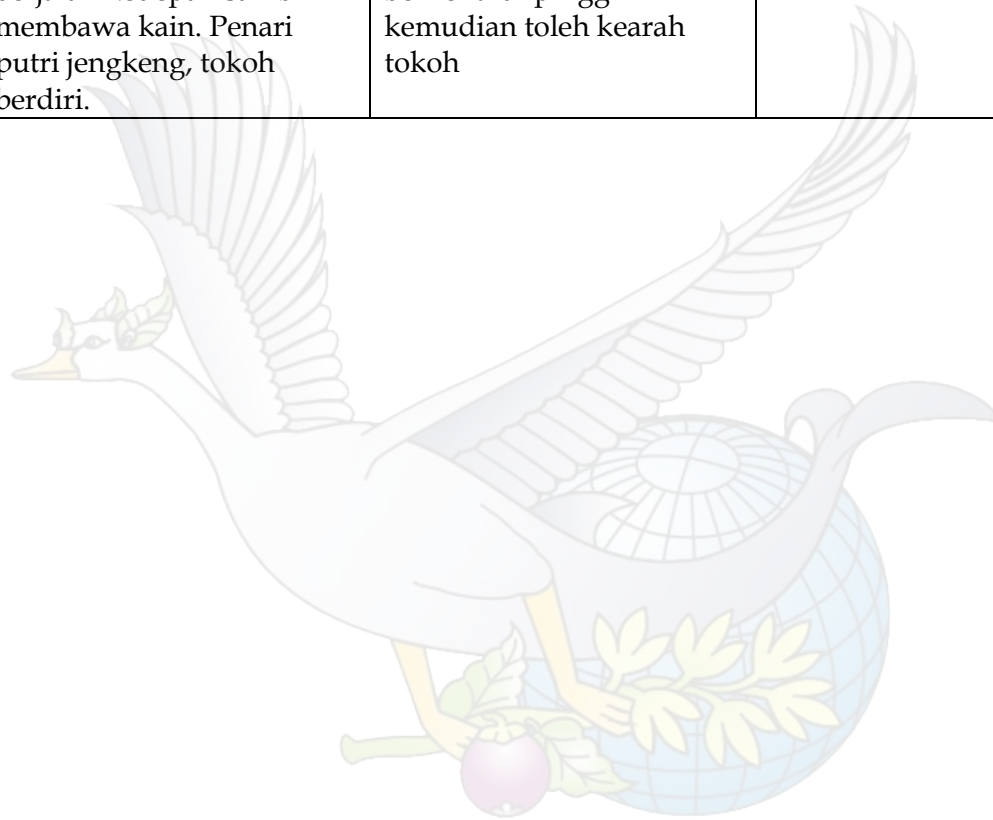 membawa kain. Penari
putri jengkeng, tokoh
berdiri.
kemudian toleh kearah
tokoh